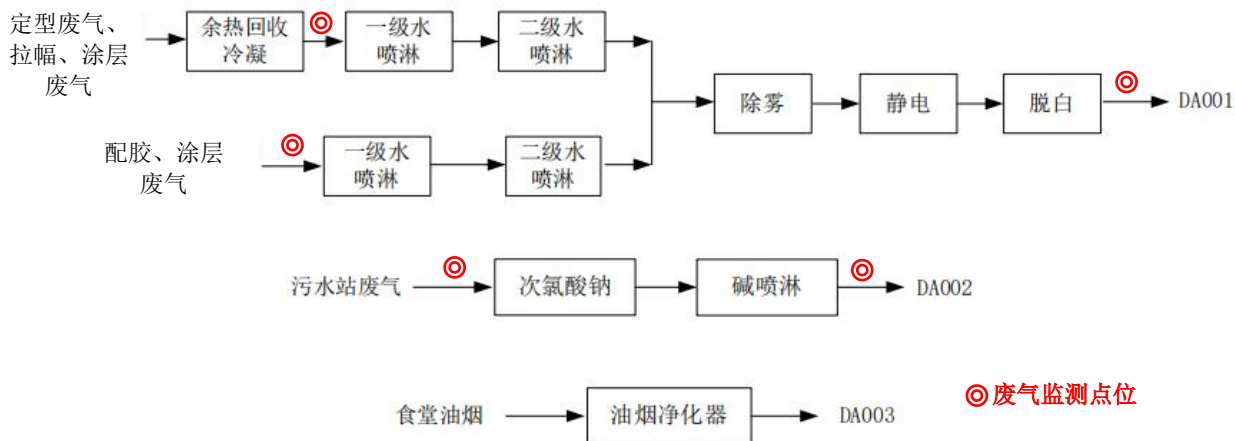 定型废气、
拉幅、涂层
废气
余热回收
冷凝
一级水
喷淋
二级水
喷淋
除雾
静电
脱白
DA001
配胶、涂层
废气
一级水
喷淋
二级水
喷淋
污水站废气
次氯酸钠
碱喷淋
DA002
食堂油烟
油烟净化器
DA003
◎废气监测点位